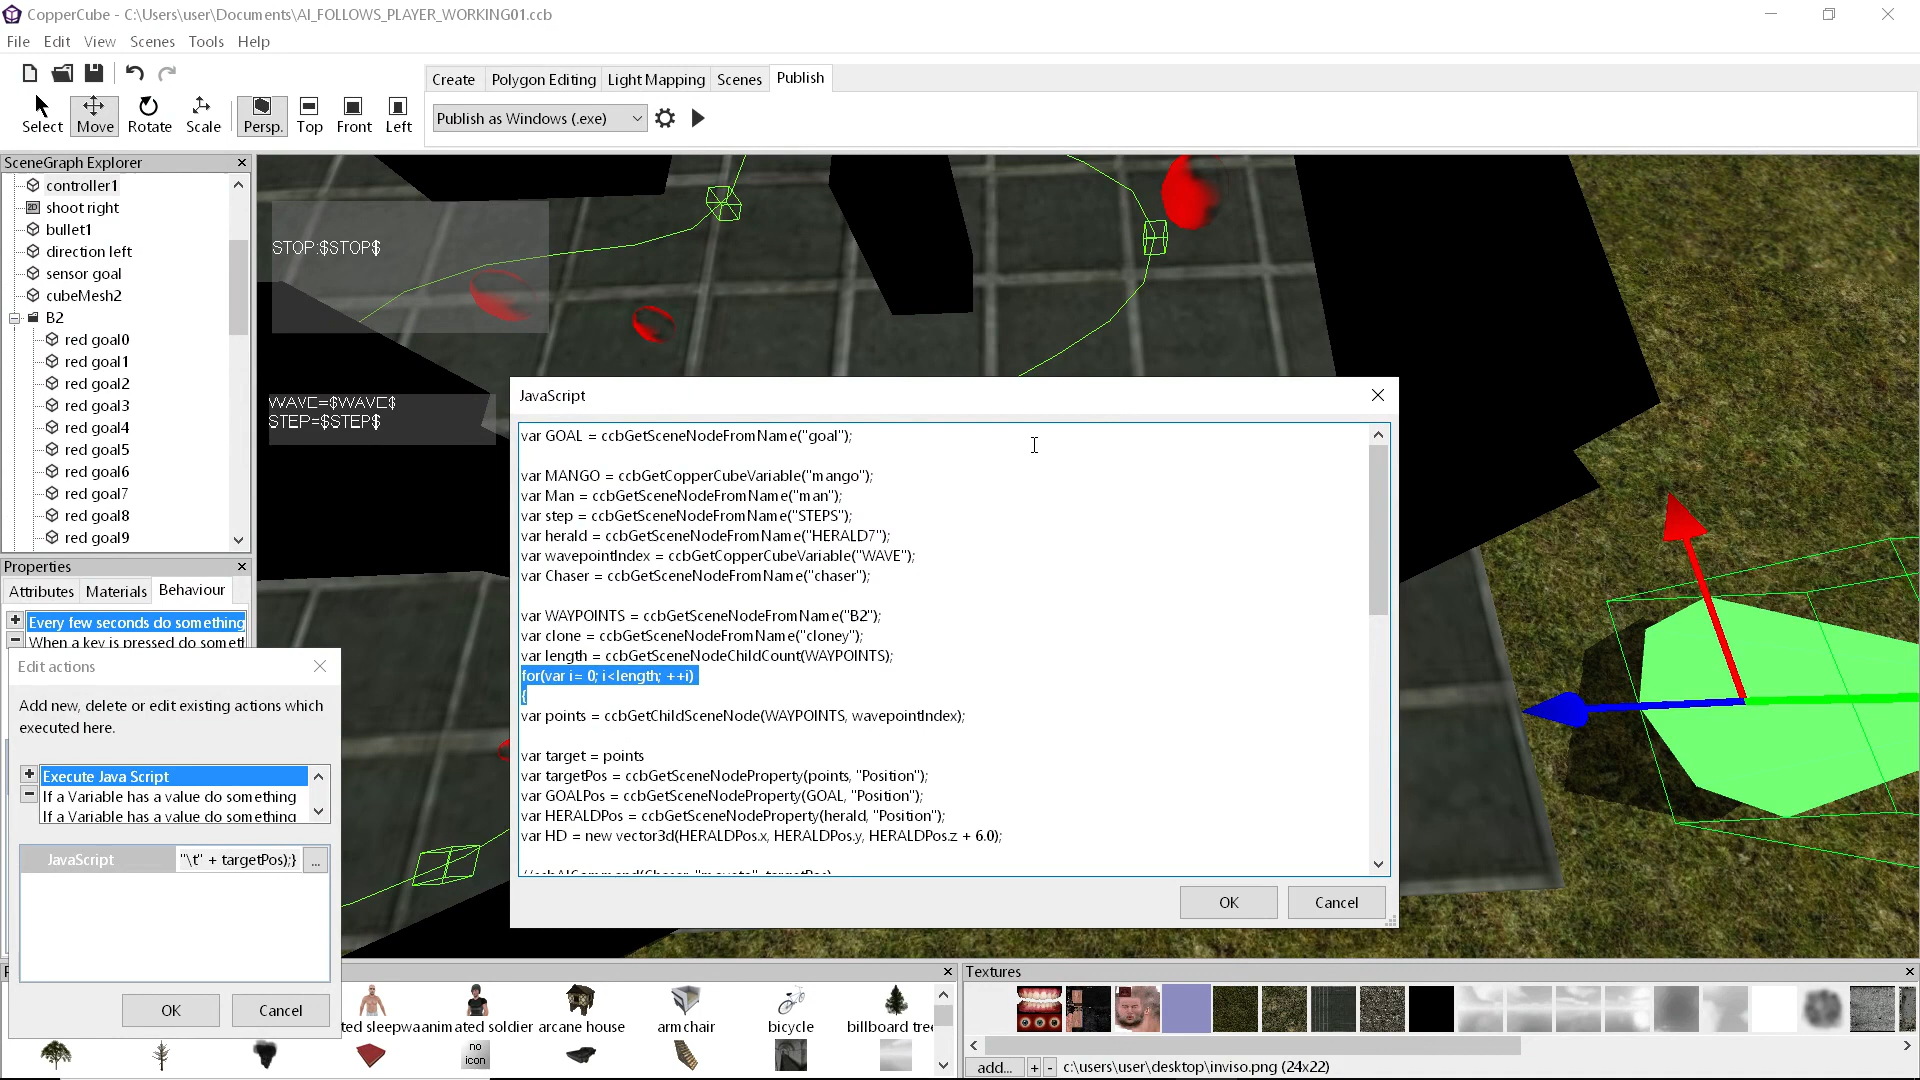 CopperCube - C:\Users\user\Documents\AI_FOLLOWS_PLAYER_WORKING01.ccb
File Edit View Scenes Tools Help
Create Polygon Editing Light Mapping Scenes Publish
Select Move Rotate Scale Persp. Top Front Left
Publish as Windows (.exe)
SceneGraph Explorer
controller1
2D shoot right
bullet1
direction left
sensor goal
cubeMesh2
B2
red goal0
red goal1
red goal2
red goal3
red goal4
red goal5
red goal6
red goal7
red goal8
red goal9
STOP:$STOP$
WAVE=$WAVE$
STEP=$STEP$
Properties
Attributes Materials Behaviour
Every few seconds do something
When a key is pressed do somet
Edit actions
Add new, delete or edit existing actions which
executed here.
Execute Java Script
If a Variable has a value do something
If a Variable has a value do something
JavaScript "\t" + targetPos);} ...
OK Cancel
JavaScript
var GOAL = ccbGetSceneNodeFromName("goal");
var MANGO = ccbGetCopperCubeVariable("mango");
var Man = ccbGetSceneNodeFromName("man");
var step = ccbGetSceneNodeFromName("STEPS");
var herald = ccbGetSceneNodeFromName("HERALD7");
var wavepointIndex = ccbGetCopperCubeVariable("WAVE");
var Chaser = ccbGetSceneNodeFromName("chaser");
var WAYPOINTS = ccbGetSceneNodeFromName("B2");
var clone = ccbGetSceneNodeFromName("cloney");
var length = ccbGetSceneNodeChildCount(WAYPOINTS);
for(var i= 0; i<length; ++i)
{
var points = ccbGetChildSceneNode(WAYPOINTS, wavepointIndex);
var target = points
var targetPos = ccbGetSceneNodeProperty(points, "Position");
var GOALPos = ccbGetSceneNodeProperty(GOAL, "Position");
var HERALDPos = ccbGetSceneNodeProperty(herald, "Position");
var HD = new vector3d(HERALDPos.x, HERALDPos.y, HERALDPos.z + 6.0);
OK Cancel
ted sleepwa animated soldier arcane house armchair bicycle billboard tree
no
icon
Textures
add... + - c:\users\user\desktop\inviso.png (24x22)